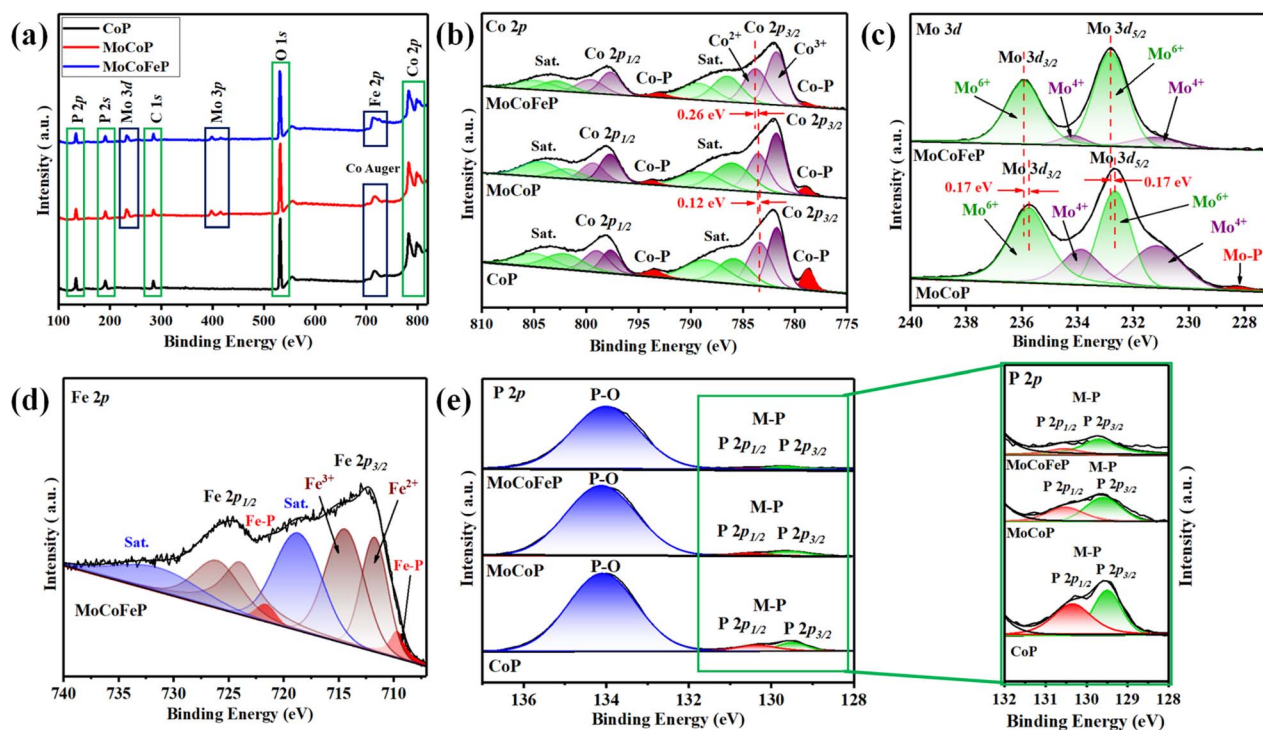 (a)
CoP
MoCoP
MoCoFeP
P 2p
P 2s
Mo 3d
C 1s
Mo 3p
O 1s
Fe 2p
Co 2p
Co Auger
Intensity ( a.u.)
100 200 300 400 500 600 700 800
Binding Energy (eV)
(b)
Co 2p
Co 2p1/2
Sat.
Co-P
Sat.
Co2+
Co 2p3/2
Co3+
Co-P
MoCoFeP
0.26 eV
Co 2p1/2
Sat.
Co-P
Sat.
Co 2p3/2
Co-P
MoCoP
0.12 eV
Co 2p1/2
Sat.
Co-P
Sat.
Co 2p3/2
Co-P
CoP
Intensity ( a.u.)
810 805 800 795 790 785 780 775
Binding Energy (eV)
(c)
Mo 3d
Mo 3d5/2
Mo 3d3/2
Mo6+
Mo6+
Mo4+
Mo4+
MoCoFeP
Mo 3d3/2
Mo 3d5/2
0.17 eV
0.17 eV
Mo6+
Mo4+
Mo6+
Mo4+
Mo-P
MoCoP
Intensity ( a.u.)
240 238 236 234 232 230 228
Binding Energy (eV)
(d)
Fe 2p
Fe 2p3/2
Fe 2p1/2
Fe3+
Fe2+
Sat.
Fe-P
Sat.
Fe-P
MoCoFeP
Intensity ( a.u.)
740 735 730 725 720 715 710
Binding Energy (eV)
(e)
P 2p
P-O
M-P
P 2p1/2 P 2p3/2
MoCoFeP
P-O
M-P
P 2p1/2 P 2p3/2
MoCoP
P-O
M-P
P 2p1/2 P 2p3/2
CoP
Intensity ( a.u.)
136 134 132 130 128
Binding Energy (eV)
P 2p
M-P
P 2p1/2 P 2p3/2
MoCoFeP
M-P
P 2p1/2 P 2p3/2
MoCoP
M-P
P 2p1/2 P 2p3/2
CoP
Intensity ( a.u.)
132 131 130 129 128
Binding Energy (eV)